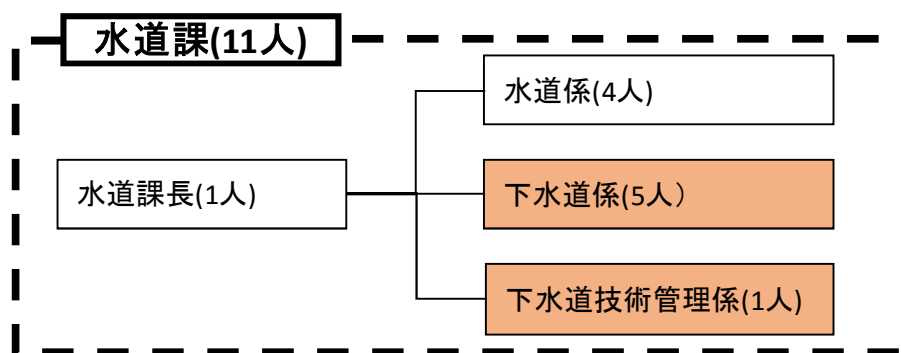 水道課(11人)
水道係(4人)
水道課長(1人)
下水道係(5人）
下水道技術管理係(1人)